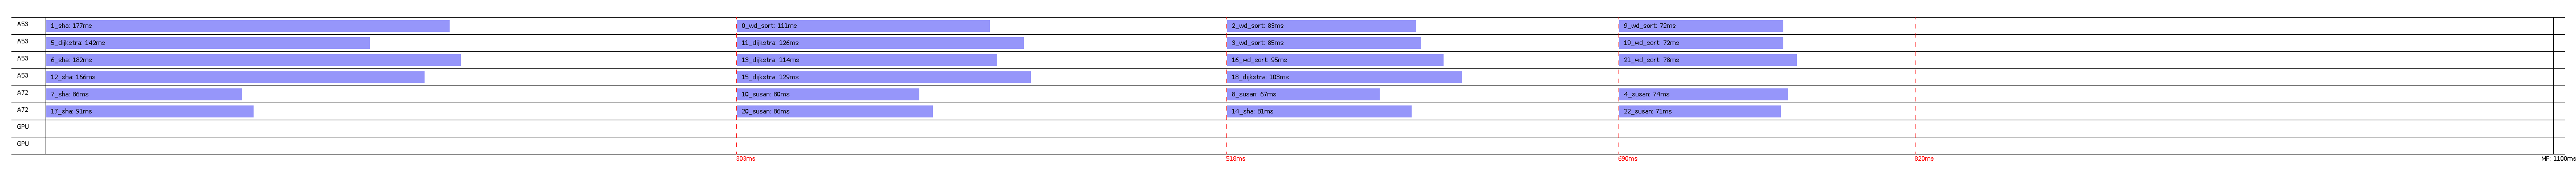 A53 1_sha: 177ms 0_wd_sort: 111ms 2_wd_sort: 83ms 9_wd_sort: 72ms
A53 5_dijkstra: 142ms 11_dijkstra: 126ms 3_wd_sort: 85ms 19_wd_sort: 72ms
A53 6_sha: 182ms 13_dijkstra: 114ms 16_wd_sort: 95ms 21_wd_sort: 78ms
A53 12_sha: 166ms 15_dijkstra: 129ms 18_dijkstra: 103ms
A72 7_sha: 86ms 10_susan: 80ms 8_susan: 67ms 4_susan: 74ms
A72 17_sha: 91ms 20_susan: 86ms 14_sha: 81ms 22_susan: 71ms
GPU
GPU
303ms 518ms 690ms 820ms MF: 1100ms